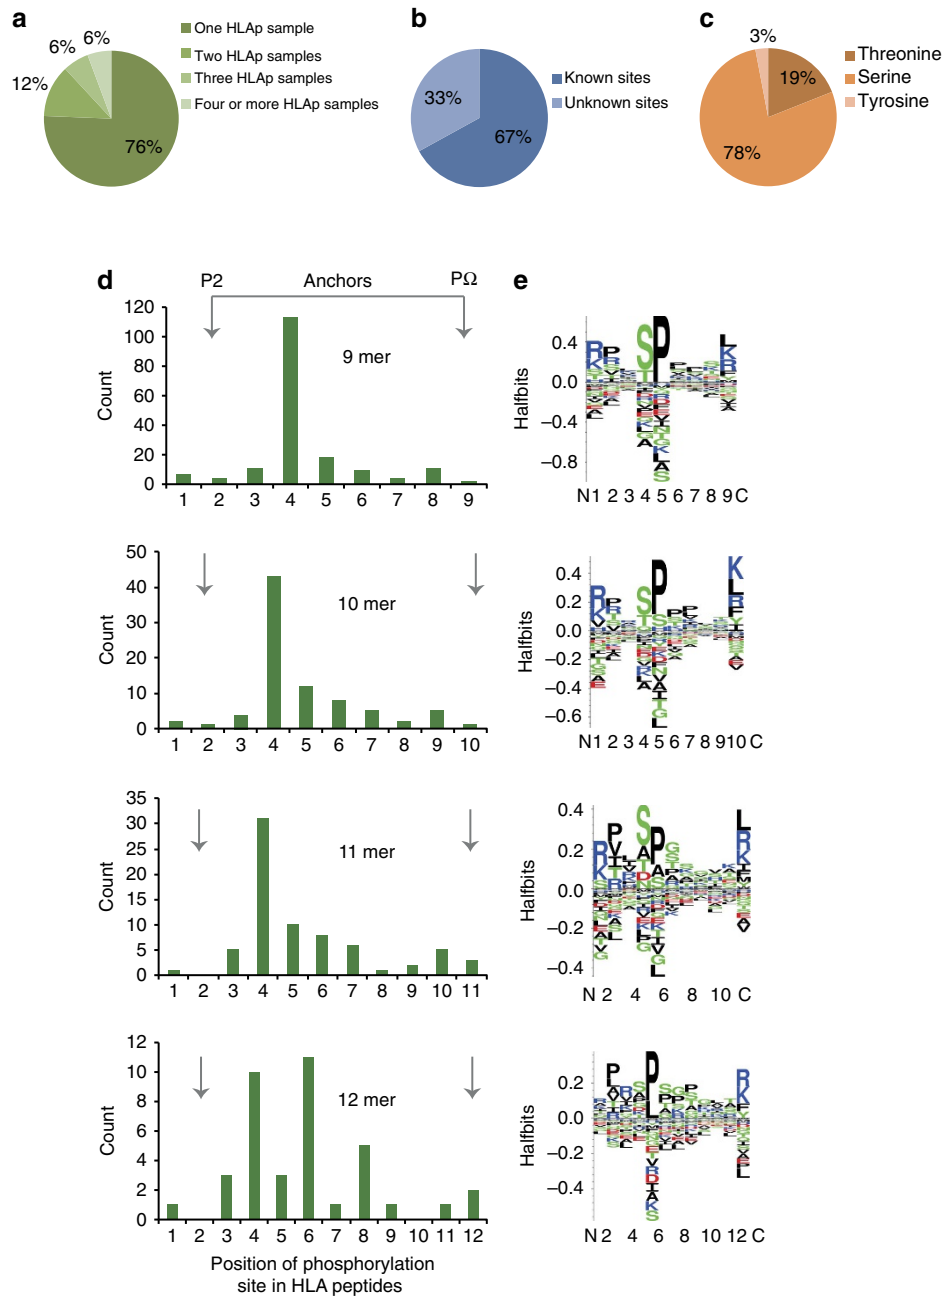 a
One HLAp sample
Two HLAp samples
Three HLAp samples
Four or more HLAp samples
6%
6%
12%
76%
b
Known sites
Unknown sites
33%
67%
c
Threonine
Serine
Tyrosine
3%
19%
78%
d
P2
Anchors
PΩ
9 mer
Count
120
100
80
60
40
20
0
1 2 3 4 5 6 7 8 9
10 mer
Count
50
40
30
20
10
0
1 2 3 4 5 6 7 8 9 10
11 mer
Count
35
30
25
20
15
10
5
0
1 2 3 4 5 6 7 8 9 10 11
12 mer
Count
12
10
8
6
4
2
0
1 2 3 4 5 6 7 8 9 10 11 12
Position of phosphorylation
site in HLA peptides
e
Halfbits
0.4
0.0
−0.4
−0.8
N 1 2 3 4 5 6 7 8 9 C
Halfbits
0.4
0.2
0.0
−0.2
−0.4
−0.6
N 1 2 3 4 5 6 7 8 9 10 C
Halfbits
0.4
0.2
0.0
−0.2
−0.4
N 2 4 6 8 10 C
Halfbits
0.2
0.0
−0.2
−0.4
N 2 4 6 8 10 12 C